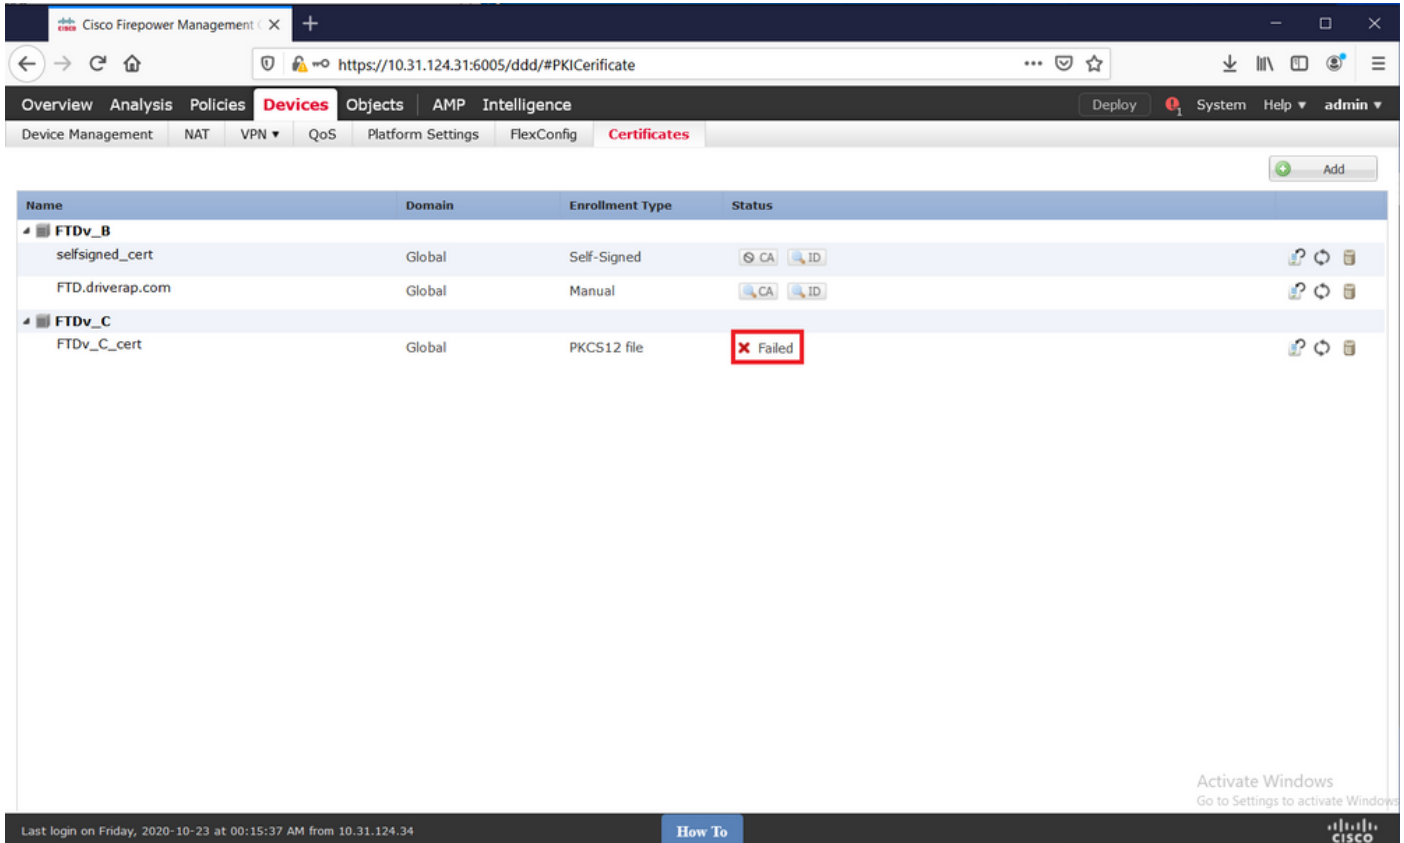 CISCO Cisco Firepower Management C
https://10.31.124.31:6005/ddd/#PKICerificate
Overview Analysis Policies Devices Objects AMP Intelligence Deploy 1 System Help admin
Device Management NAT VPN QoS Platform Settings FlexConfig Certificates
Add
Name Domain Enrollment Type Status
FTDv_B
selfsigned_cert Global Self-Signed CA ID
FTD.driverap.com Global Manual CA ID
FTDv_C
FTDv_C_cert Global PKCS12 file Failed
Activate Windows
Go to Settings to activate Windows
Last login on Friday, 2020-10-23 at 00:15:37 AM from 10.31.124.34 How To CISCO